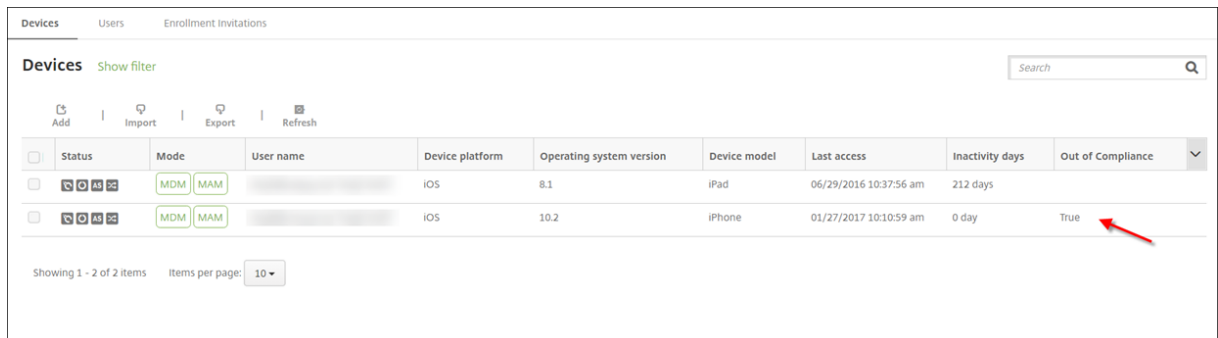 Devices Users Enrollment Invitations
Devices Show filter
Search
Add | Import | Export | Refresh
Status Mode User name Device platform Operating system version Device model Last access Inactivity days Out of Compliance
AS MDM MAM iOS 8.1 iPad 06/29/2016 10:37:56 am 212 days
AS MDM MAM iOS 10.2 iPhone 01/27/2017 10:10:59 am 0 day True
Showing 1 - 2 of 2 items Items per page: 10